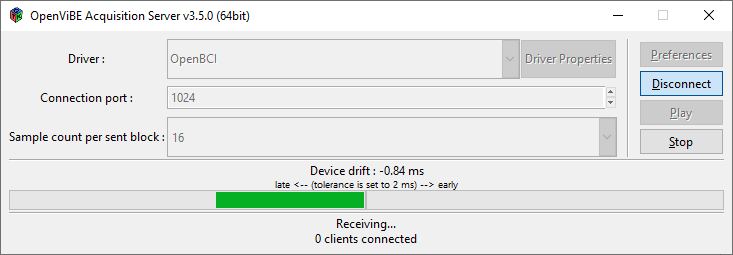 OpenViBE Acquisition Server v3.5.0 (64bit)
Driver : OpenBCI Driver Properties Preferences
Disconnect
Connection port : 1024
Play
Sample count per sent block : 16
Stop
Device drift : -0.84 ms
late <-- (tolerance is set to 2 ms) --> early
Receiving...
0 clients connected